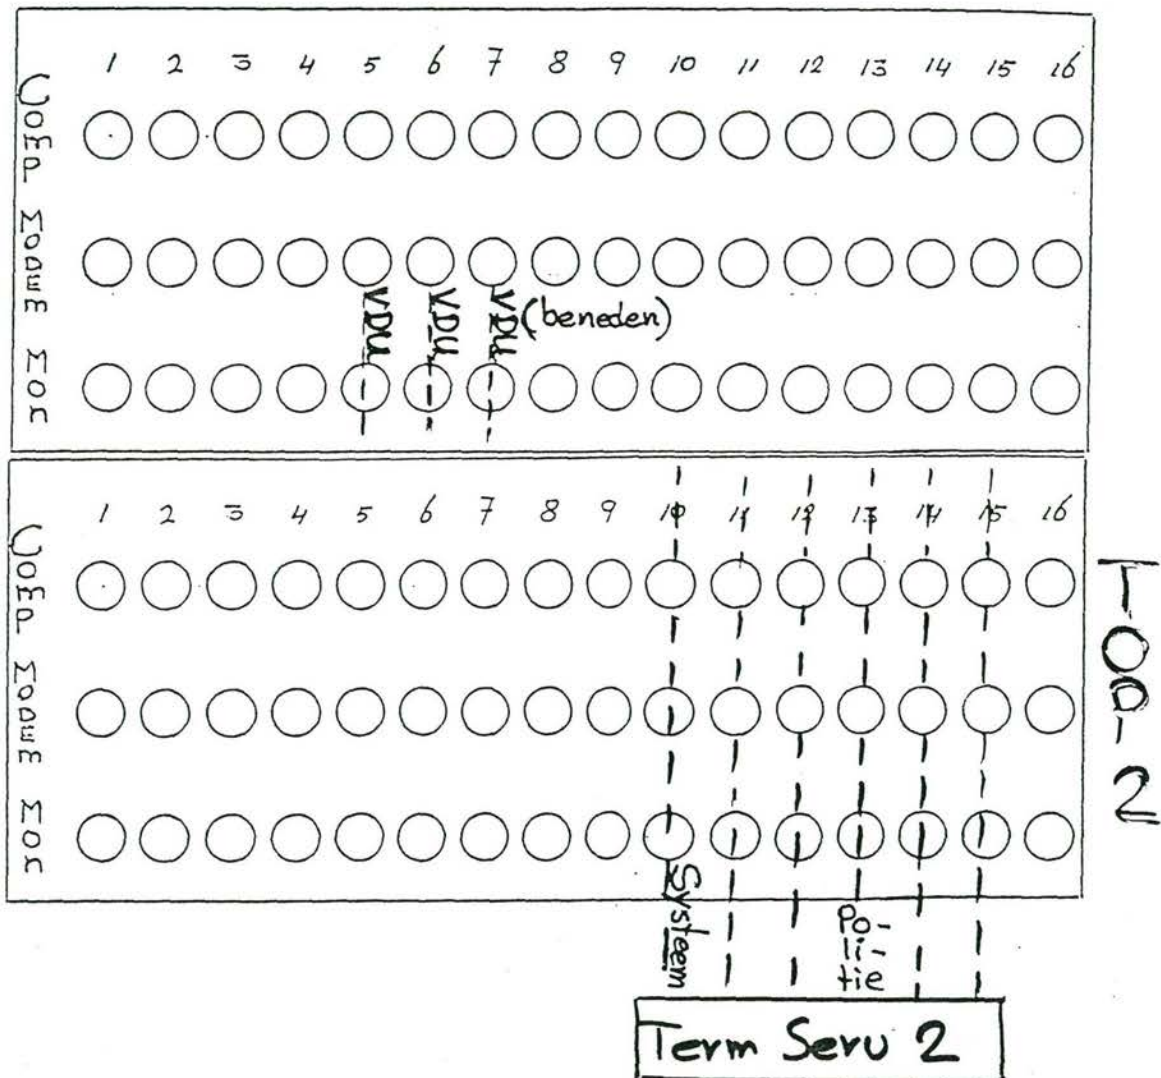 1 2 3 4 5 6 7 8 9 10 11 12 13 14 15 16
COMP MODEM MON
VDU VDU VDU (beneden)
1 2 3 4 5 6 7 8 9 10 11 12 13 14 15 16
COMP MODEM MON
TOP-2
Systeem
Po-
li-
tie
Term Serv 2